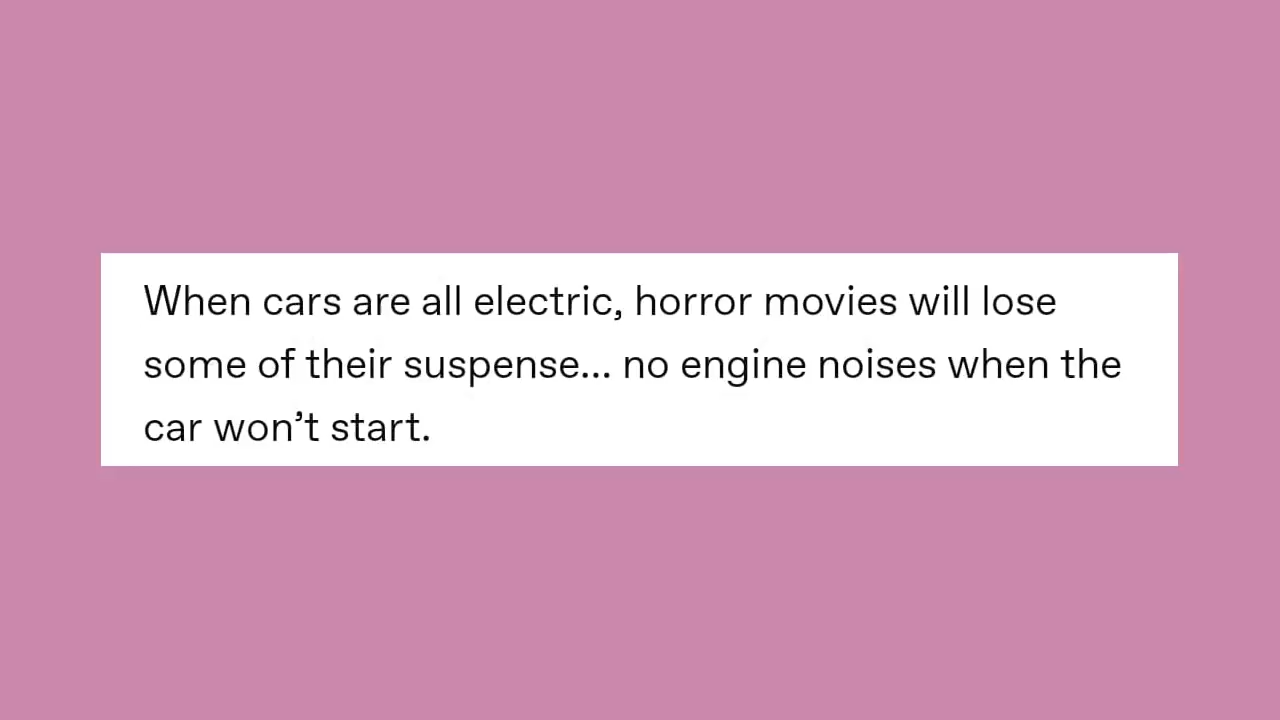 When cars are all electric, horror movies will lose
some of their suspense... no engine noises when the
car won’t start.